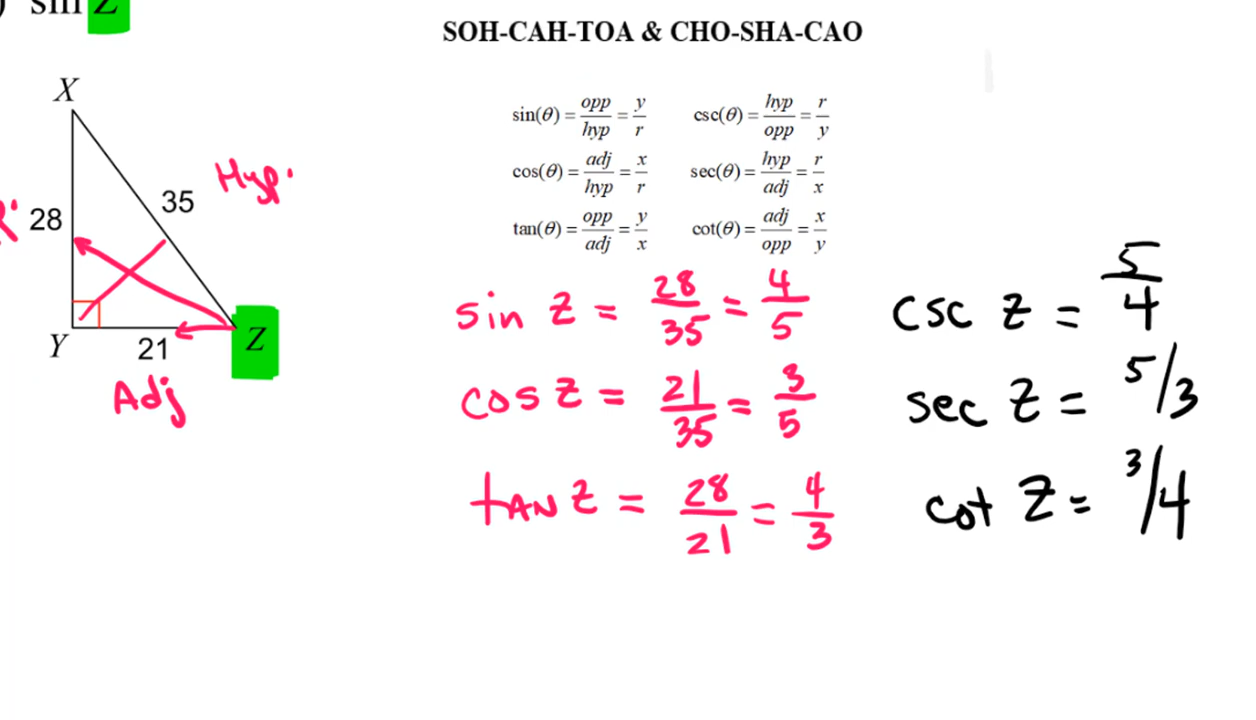 sin Z
SOH-CAH-TOA & CHO-SHA-CAO
X
35
Hyp.
28
Y
21
Z
Adj
sin(θ) = opp/hyp = y/r
csc(θ) = hyp/opp = r/y
cos(θ) = adj/hyp = x/r
sec(θ) = hyp/adj = r/x
tan(θ) = opp/adj = y/x
cot(θ) = adj/opp = x/y
sin Z = 28/35 = 4/5
csc Z = 5/4
cos Z = 21/35 = 3/5
sec Z = 5/3
tAN Z = 28/21 = 4/3
cot Z = 3/4